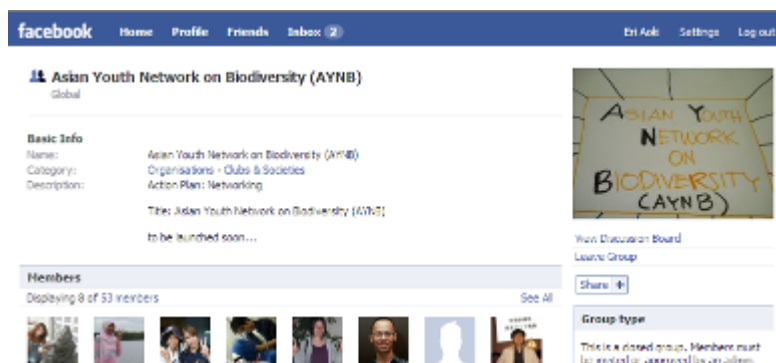 facebook Home Profile Friends Inbox 2 Eri Aoki Settings Log out
Asian Youth Network on Biodiversity (AYNB)
Global
Basic Info
Name: Asian Youth Network on Biodiversity (AYNB)
Category: Organisations - Clubs & Societies
Description: Action Plan: Networking
Title: Asian Youth Network on Biodiversity (AYNB)
to be launched soon...
Members
Displaying 8 of 53 members See All
ASIAN YOUTH
NETWORK
ON
BIODIVERSITY
(AYNB)
View Discussion Board
Leave Group
Share +
Group type
This is a closed group. Members must
be invited or approved by an admin.